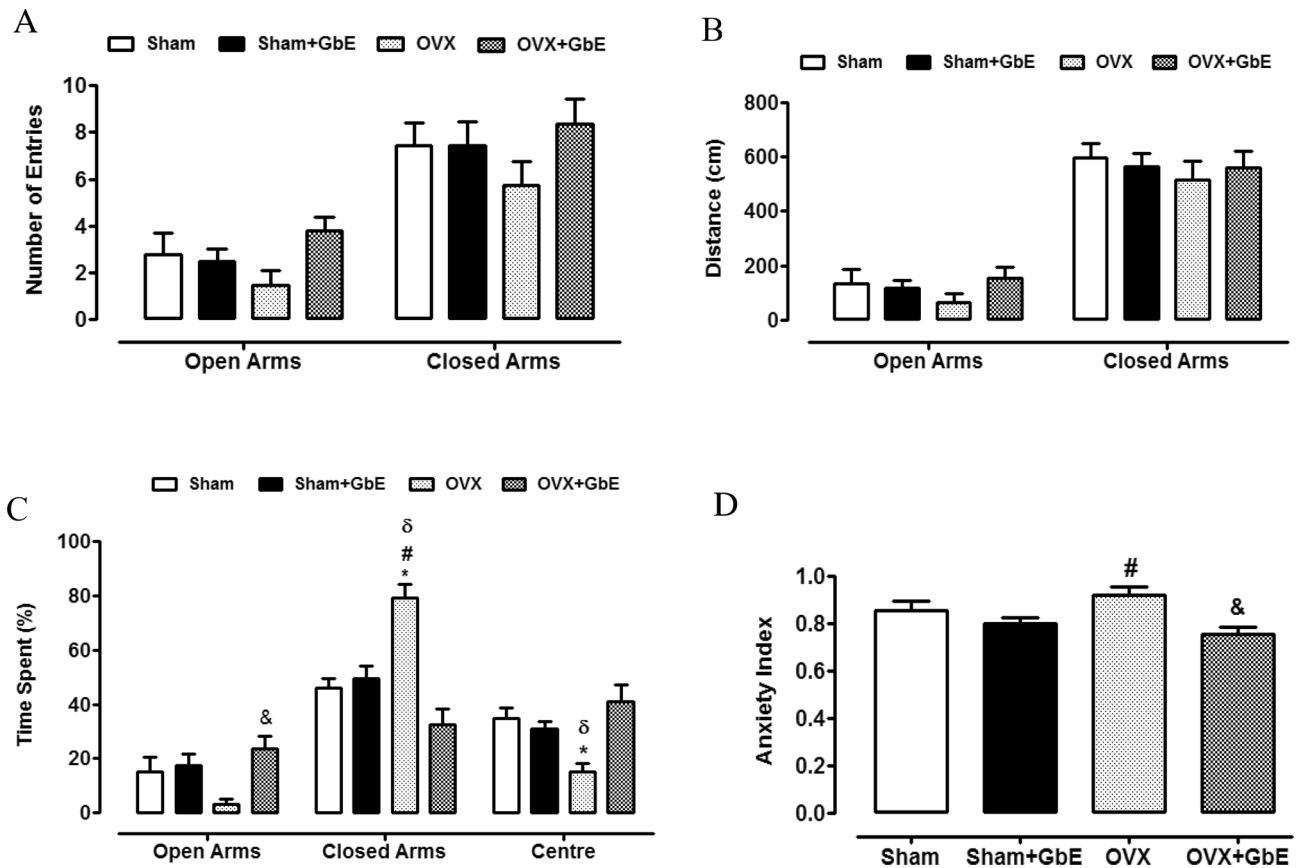 A
Sham Sham+GbE OVX OVX+GbE
10
8
6
4
2
0
Number of Entries
Open Arms Closed Arms
B
Sham Sham+GbE OVX OVX+GbE
800
600
400
200
0
Distance (cm)
Open Arms Closed Arms
C
Sham Sham+GbE OVX OVX+GbE
100
80
60
40
20
0
Time Spent (%)
&
δ
#
*
δ
*
Open Arms Closed Arms Centre
D
1.0
0.8
0.6
0.4
0.2
0.0
Anxiety Index
#
&
Sham Sham+GbE OVX OVX+GbE